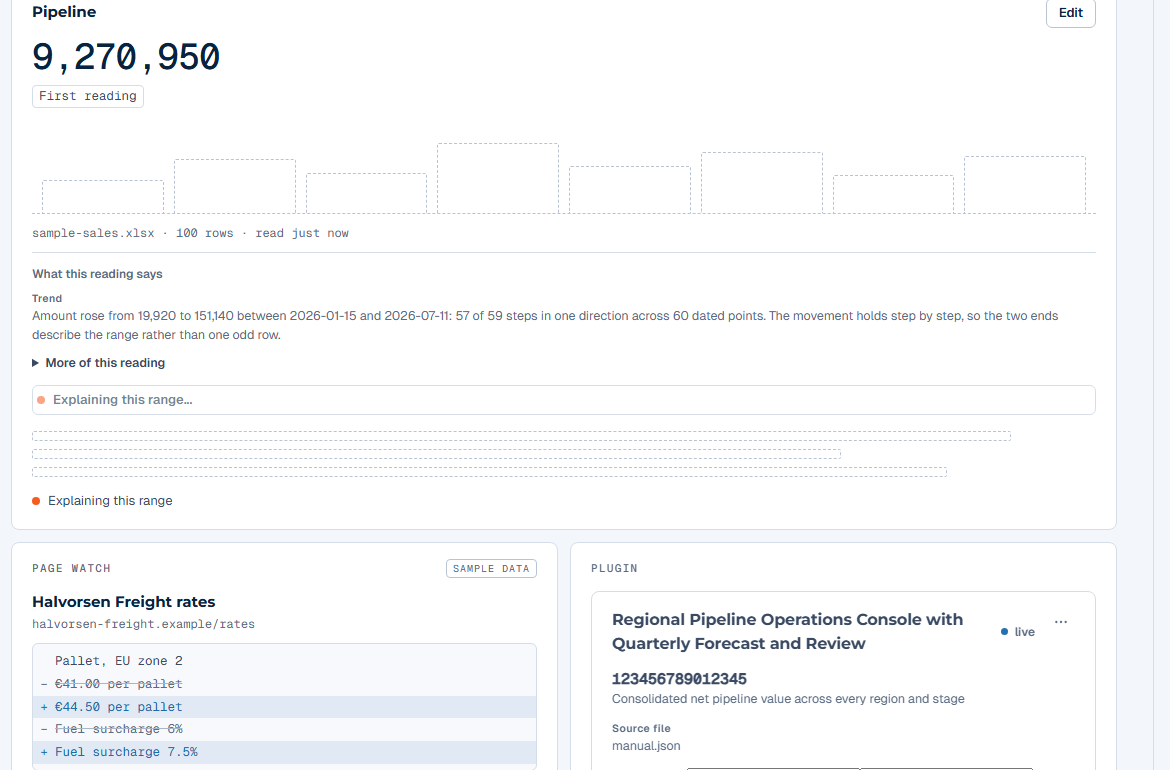 Pipeline
Edit
9,270,950
First reading
sample-sales.xlsx · 100 rows · read just now
What this reading says
Trend
Amount rose from 19,920 to 151,140 between 2026-01-15 and 2026-07-11: 57 of 59 steps in one direction across 60 dated points. The movement holds step by step, so the two ends
describe the range rather than one odd row.
▶ More of this reading
Explaining this range...
Explaining this range
PAGE WATCH
SAMPLE DATA
Halvorsen Freight rates
halvorsen-freight.example/rates
Pallet, EU zone 2
− €41.00 per pallet
+ €44.50 per pallet
− Fuel surcharge 6%
+ Fuel surcharge 7.5%
PLUGIN
Regional Pipeline Operations Console with
Quarterly Forecast and Review
live
...
123456789012345
Consolidated net pipeline value across every region and stage
Source file
manual.json